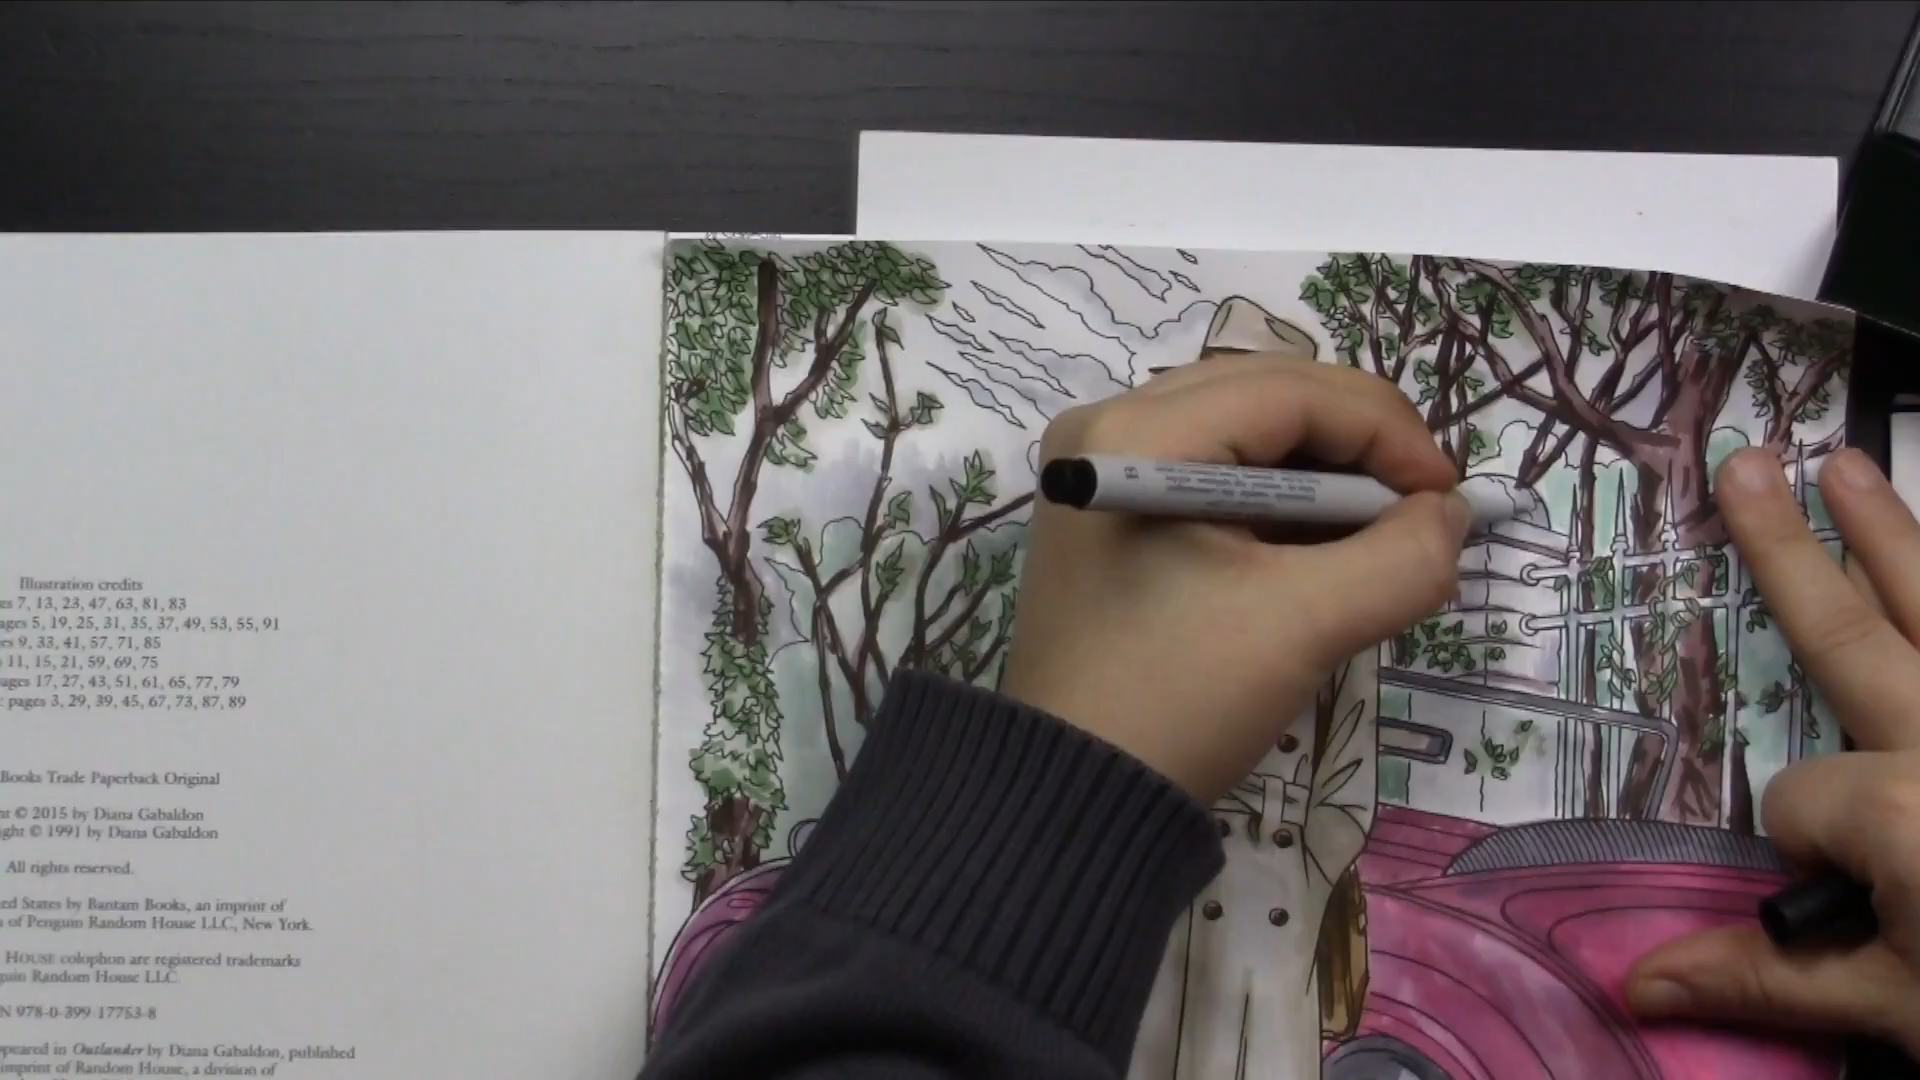 Illustration credits
es 7, 13, 23, 47, 63, 81, 83
ages 5, 19, 25, 31, 35, 37, 49, 53, 55, 91
es 9, 33, 41, 57, 71, 85
11, 15, 21, 59, 69, 75
ages 17, 27, 43, 51, 61, 65, 77, 79
: pages 3, 29, 39, 45, 67, 73, 87, 89
Books Trade Paperback Original
ht © 2015 by Diana Gabaldon
ight © 1991 by Diana Gabaldon
All rights reserved.
ed States by Bantam Books, an imprint of
n of Penguin Random House LLC, New York.
HOUSE colophon are registered trademarks
guin Random House LLC.
N 978-0-399-17753-8
ppeared in Outlander by Diana Gabaldon, published
imprint of Random House, a division of